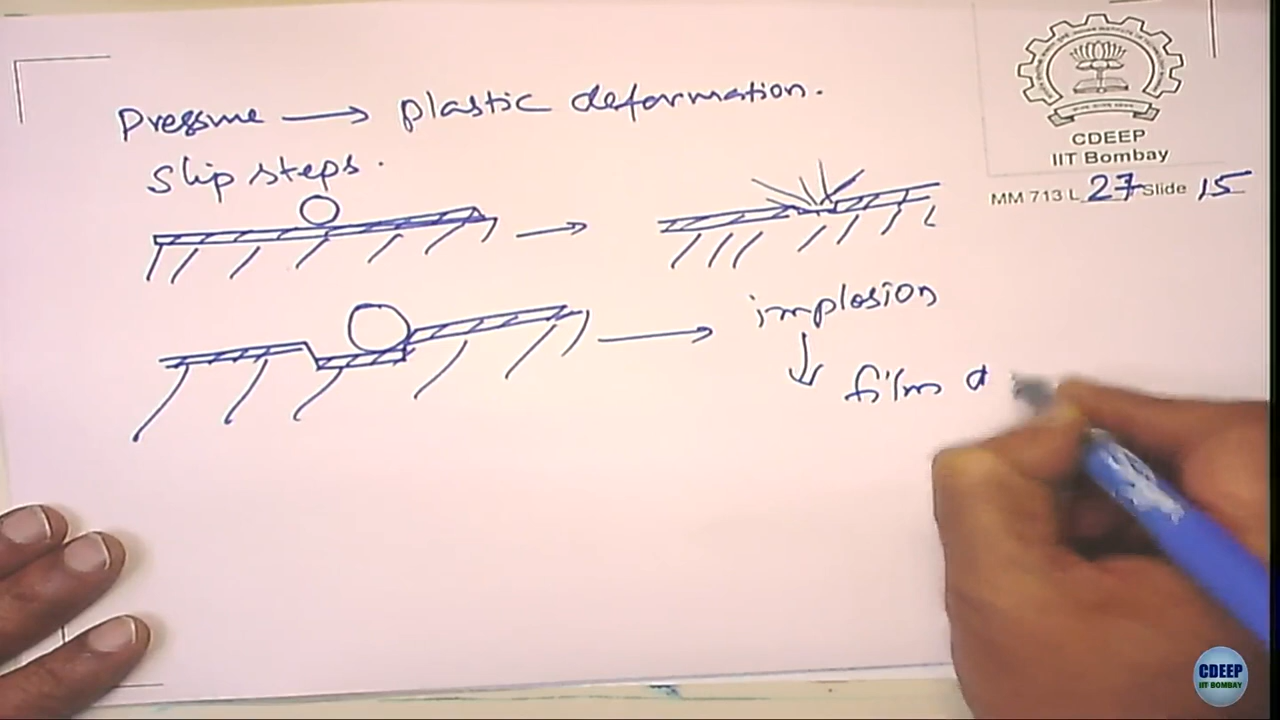 Pressure → plastic deformation.
slip steps.
CDEEP
IIT Bombay
MM 713 L 27 Slide 15
implosion
film d
CDEEP
IIT BOMBAY